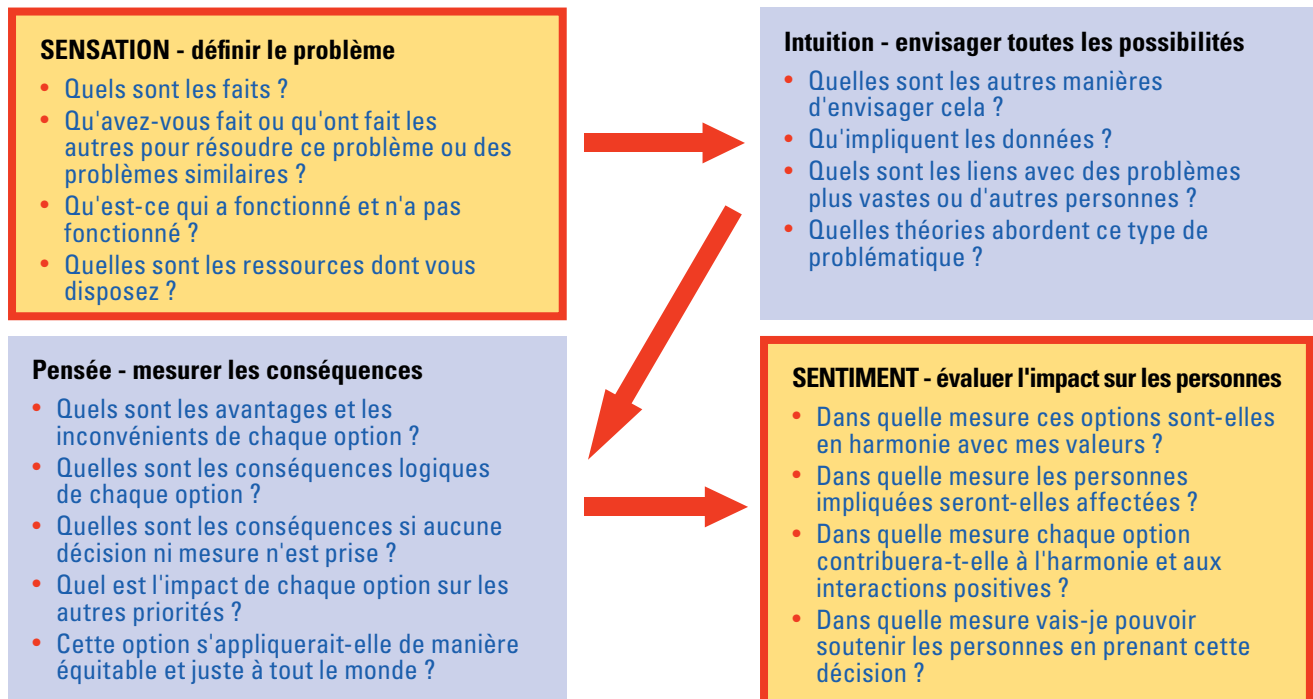 SENSATION - définir le problème
• Quels sont les faits ?
• Qu'avez-vous fait ou qu'ont fait les
autres pour résoudre ce problème ou des
problèmes similaires ?
• Qu'est-ce qui a fonctionné et n'a pas
fonctionné ?
• Quelles sont les ressources dont vous
disposez ?
Intuition - envisager toutes les possibilités
• Quelles sont les autres manières
d'envisager cela ?
• Qu'impliquent les données ?
• Quels sont les liens avec des problèmes
plus vastes ou d'autres personnes ?
• Quelles théories abordent ce type de
problématique ?
Pensée - mesurer les conséquences
• Quels sont les avantages et les
inconvénients de chaque option ?
• Quelles sont les conséquences logiques
de chaque option ?
• Quelles sont les conséquences si aucune
décision ni mesure n'est prise ?
• Quel est l'impact de chaque option sur les
autres priorités ?
• Cette option s'appliquerait-elle de manière
équitable et juste à tout le monde ?
SENTIMENT - évaluer l'impact sur les personnes
• Dans quelle mesure ces options sont-elles
en harmonie avec mes valeurs ?
• Dans quelle mesure les personnes
impliquées seront-elles affectées ?
• Dans quelle mesure chaque option
contribuera-t-elle à l'harmonie et aux
interactions positives ?
• Dans quelle mesure vais-je pouvoir
soutenir les personnes en prenant cette
décision ?